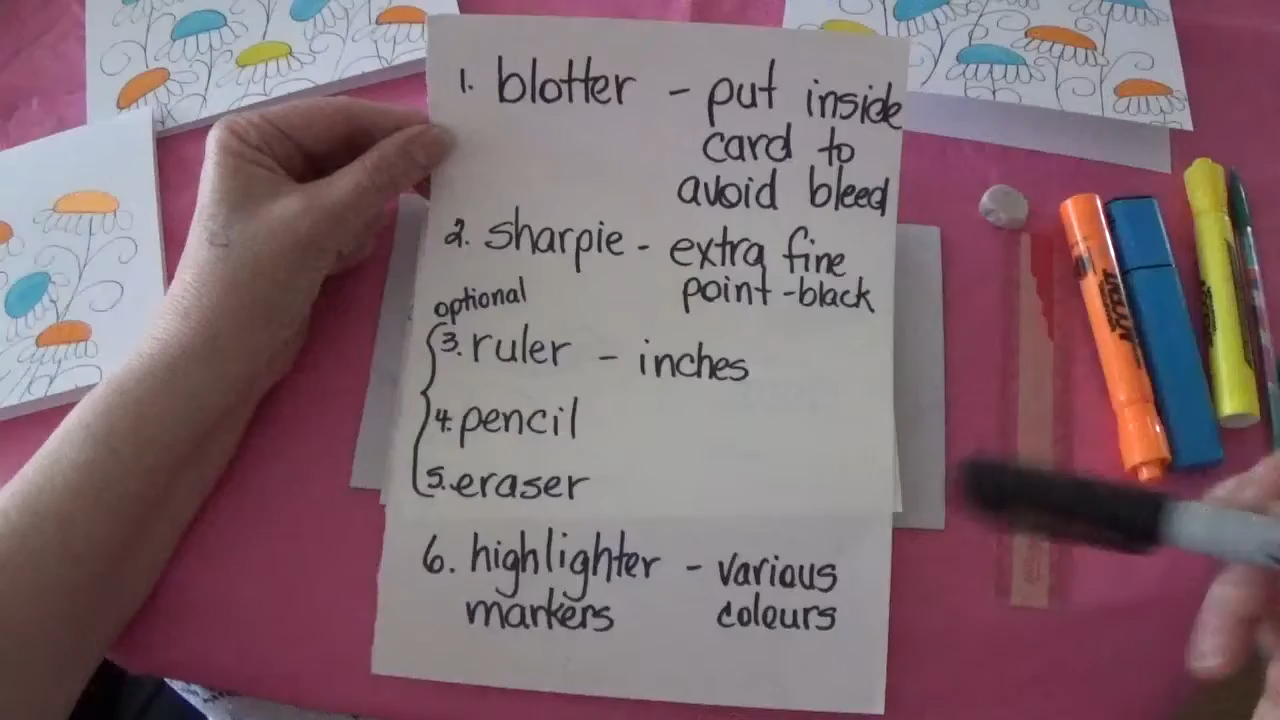 1. blotter - put inside
card to
avoid bleed
2. sharpie - extra fine
point - black
optional
3. ruler - inches
4. pencil
5. eraser
6. highlighter - various
markers colours